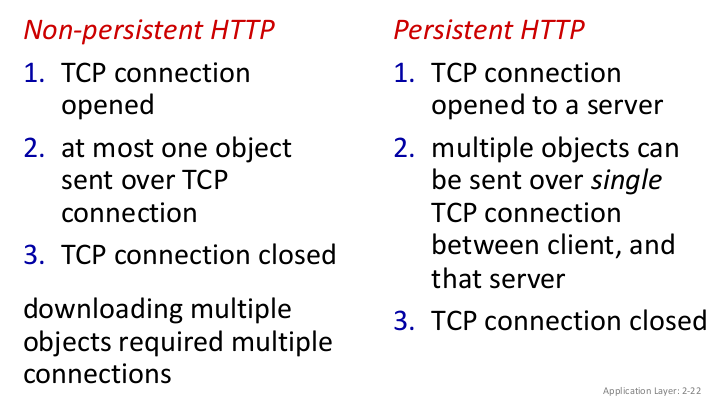 Non-persistent HTTP
1. TCP connection
opened
2. at most one object
sent over TCP
connection
3. TCP connection closed
downloading multiple
objects required multiple
connections
Persistent HTTP
1. TCP connection
opened to a server
2. multiple objects can
be sent over single
TCP connection
between client, and
that server
3. TCP connection closed
Application Layer: 2-22